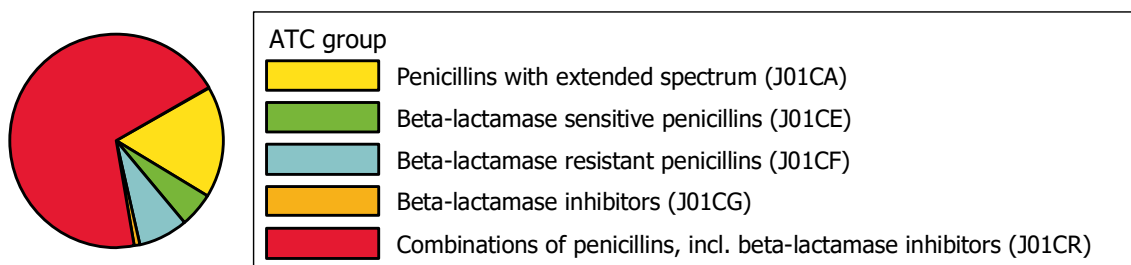 ATC group
Penicillins with extended spectrum (J01CA)
Beta-lactamase sensitive penicillins (J01CE)
Beta-lactamase resistant penicillins (J01CF)
Beta-lactamase inhibitors (J01CG)
Combinations of penicillins, incl. beta-lactamase inhibitors (J01CR)